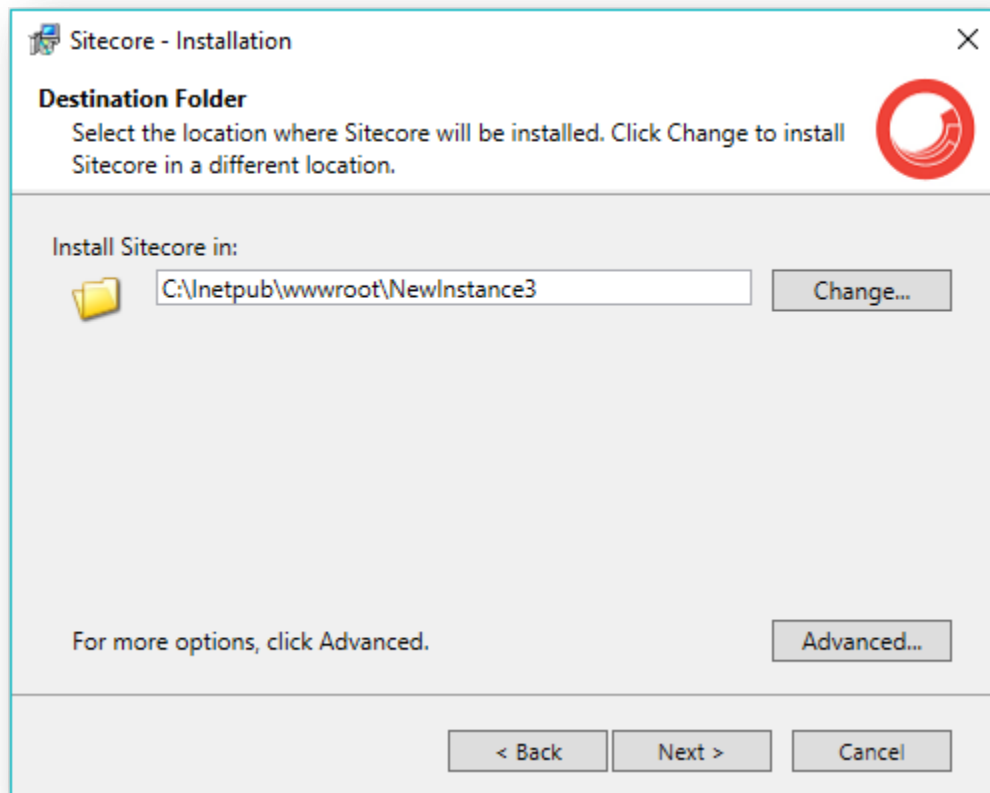 Sitecore - Installation
Destination Folder
Select the location where Sitecore will be installed. Click Change to install
Sitecore in a different location.
Install Sitecore in:
C:\Inetpub\wwwroot\NewInstance3
Change...
For more options, click Advanced.
Advanced...
< Back
Next >
Cancel